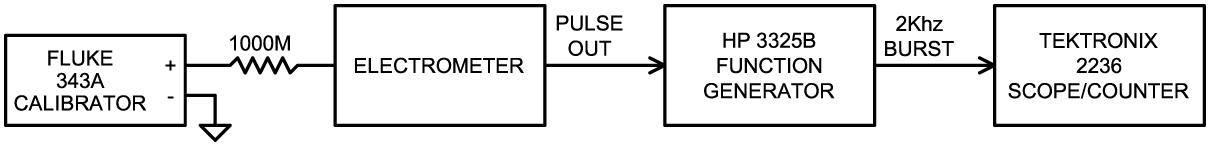 FLUKE
343A
CALIBRATOR
+
-
1000M
ELECTROMETER
PULSE
OUT
HP 3325B
FUNCTION
GENERATOR
2Khz
BURST
TEKTRONIX
2236
SCOPE/COUNTER